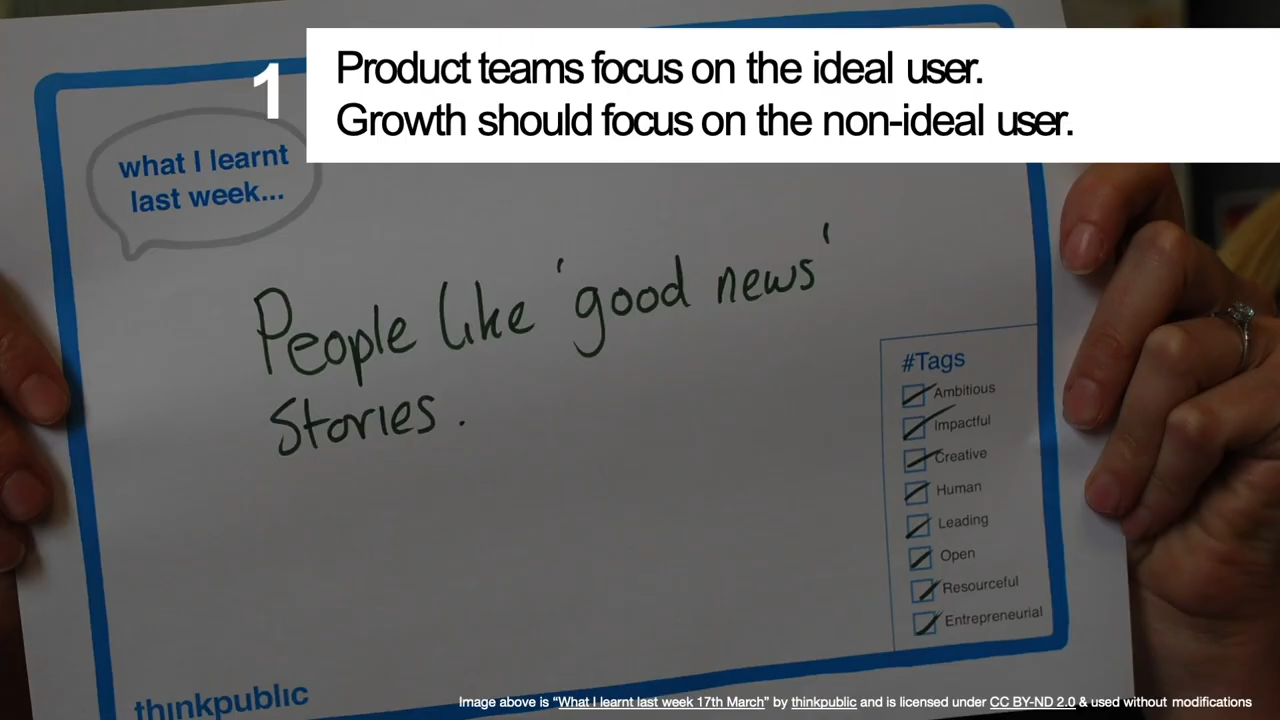 1
Product teams focus on the ideal user.
Growth should focus on the non-ideal user.
what I learnt
last week...
People like 'good news'
Stories.
#Tags
Ambitious
Impactful
Creative
Human
Leading
Open
Resourceful
Entrepreneurial
thinkpublic
Image above is “What I learnt last week 17th March” by thinkpublic and is licensed under CC BY-ND 2.0 & used without modifications